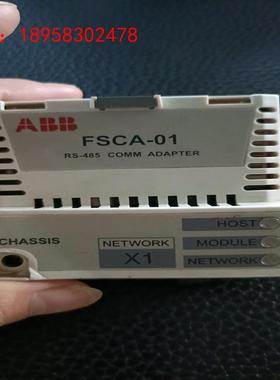 : 18958302478
ABB
FSCA-01
RS-485 COMM ADAPTER
HOST
CHASSIS
NETWORK
MODULE
X1
NETWORK